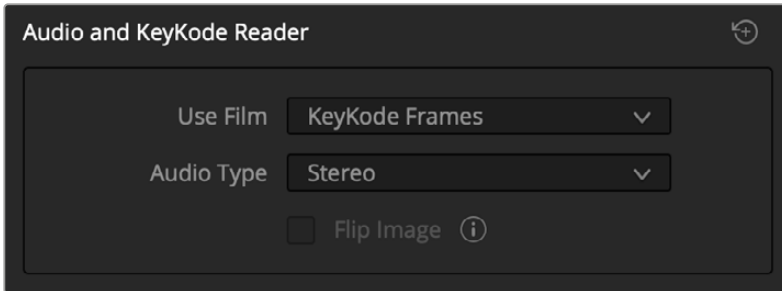 Audio and KeyKode Reader
Use Film KeyKode Frames
Audio Type Stereo
Flip Image